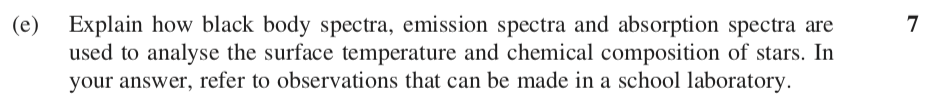 (e) Explain how black body spectra, emission spectra and absorption spectra are 7
used to analyse the surface temperature and chemical composition of stars. In
your answer, refer to observations that can be made in a school laboratory.